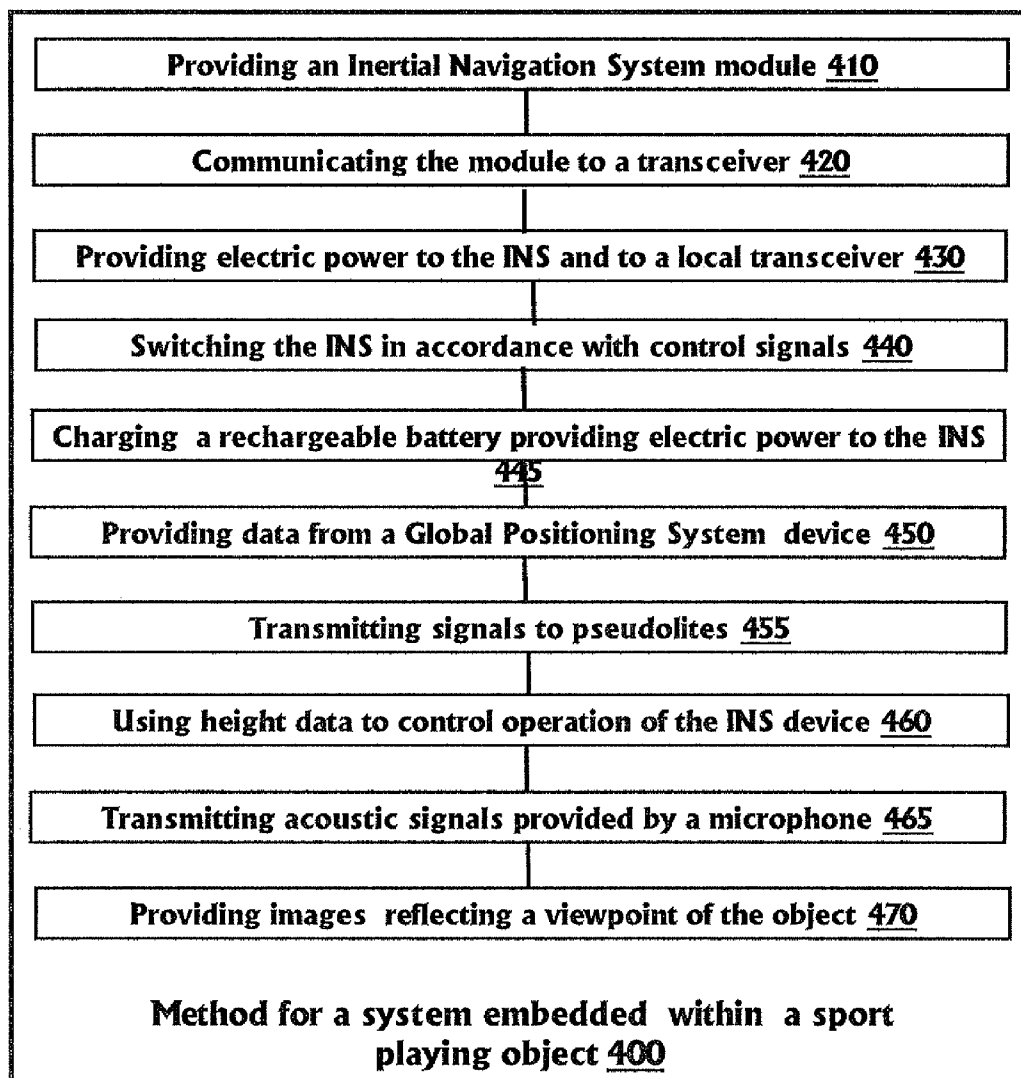 Providing an Inertial Navigation System module 410
Communicating the module to a transceiver 420
Providing electric power to the INS and to a local transceiver 430
Switching the INS in accordance with control signals 440
Charging a rechargeable battery providing electric power to the INS
445
Providing data from a Global Positioning System device 450
Transmitting signals to pseudolites 455
Using height data to control operation of the INS device 460
Transmitting acoustic signals provided by a microphone 465
Providing images reflecting a viewpoint of the object 470
Method for a system embedded within a sport
playing object 400